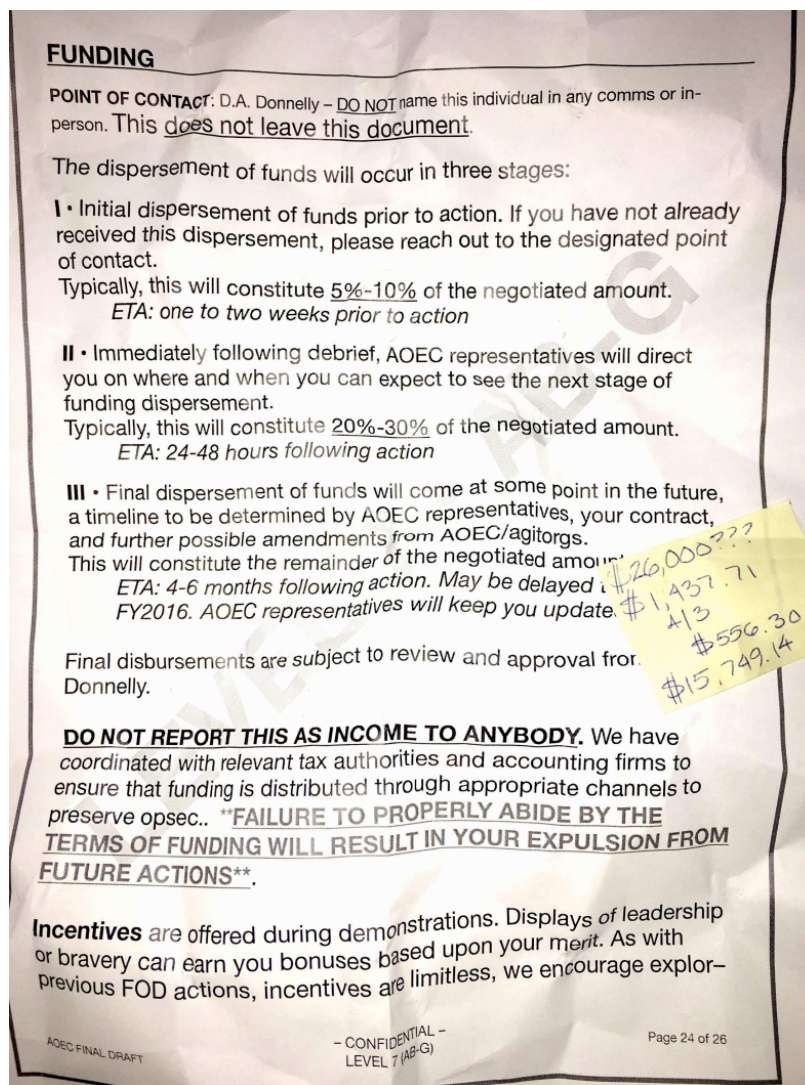 FUNDING
POINT OF CONTACT: D.A. Donnelly – DO NOT name this individual in any comms or in-
person. This does not leave this document.
The dispersement of funds will occur in three stages:
I • Initial dispersement of funds prior to action. If you have not already
received this dispersement, please reach out to the designated point
of contact.
Typically, this will constitute 5%-10% of the negotiated amount.
ETA: one to two weeks prior to action
II • Immediately following debrief, AOEC representatives will direct
you on where and when you can expect to see the next stage of
funding dispersement.
Typically, this will constitute 20%-30% of the negotiated amount.
ETA: 24-48 hours following action
III • Final dispersement of funds will come at some point in the future,
a timeline to be determined by AOEC representatives, your contract,
and further possible amendments from AOEC/agitorgs.
This will constitute the remainder of the negotiated amoun
ETA: 4-6 months following action. May be delayed
FY2016. AOEC representatives will keep you update
$26,000???
$1,437.71
A/3
$556.30
$15,749.14
Final disbursements are subject to review and approval from
Donnelly.
DO NOT REPORT THIS AS INCOME TO ANYBODY. We have
coordinated with relevant tax authorities and accounting firms to
ensure that funding is distributed through appropriate channels to
preserve opsec.. **FAILURE TO PROPERLY ABIDE BY THE
TERMS OF FUNDING WILL RESULT IN YOUR EXPULSION FROM
FUTURE ACTIONS**.
Incentives are offered during demonstrations. Displays of leadership
or bravery can earn you bonuses based upon your merit. As with
previous FOD actions, incentives are limitless, we encourage explor–
AOEC FINAL DRAFT
– CONFIDENTIAL –
LEVEL 7 (AB-G)
Page 24 of 26
LEVEL AB-G